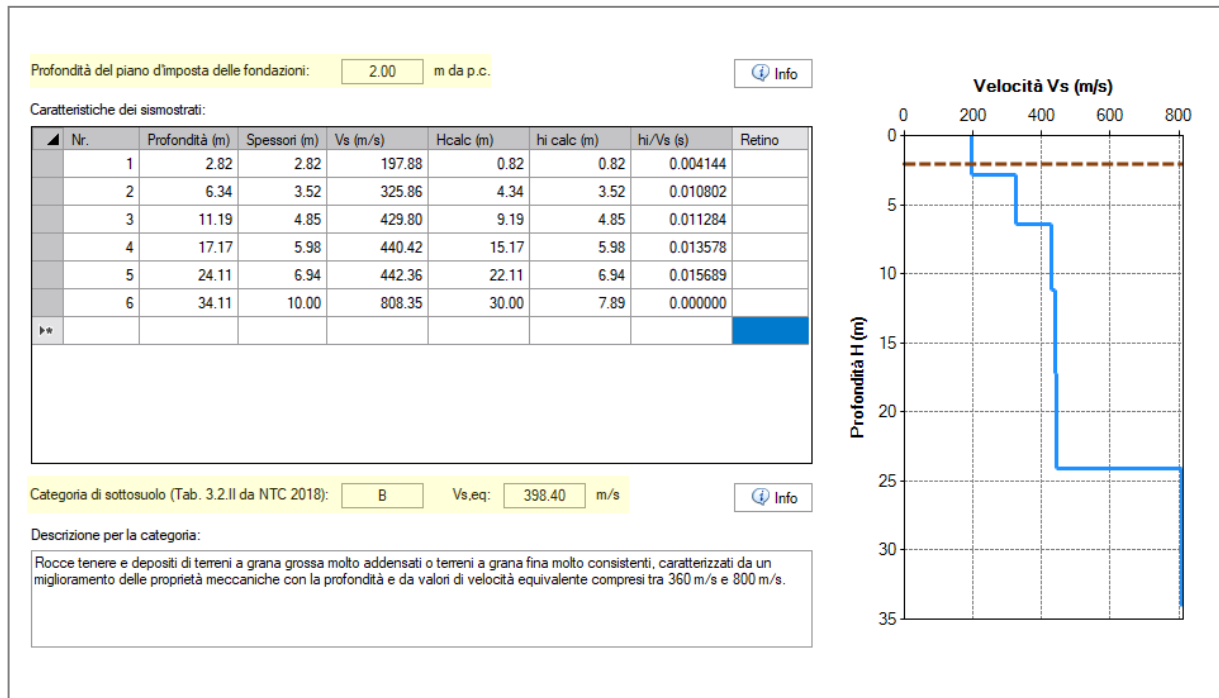 Profondità del piano d'imposta delle fondazioni: 2.00 m da p.c. Info
Caratteristiche dei sismostrati:
Nr. Profondità (m) Spessori (m) Vs (m/s) Hcalc (m) hi calc (m) hi/Vs (s) Retino
1 2.82 2.82 197.88 0.82 0.82 0.004144
2 6.34 3.52 325.86 4.34 3.52 0.010802
3 11.19 4.85 429.80 9.19 4.85 0.011284
4 17.17 5.98 440.42 15.17 5.98 0.013578
5 24.11 6.94 442.36 22.11 6.94 0.015689
6 34.11 10.00 808.35 30.00 7.89 0.000000
Categoria di sottosuolo (Tab. 3.2.II da NTC 2018): B Vs,eq: 398.40 m/s Info
Descrizione per la categoria:
Rocce tenere e depositi di terreni a grana grossa molto addensati o terreni a grana fina molto consistenti, caratterizzati da un
miglioramento delle proprietà meccaniche con la profondità e da valori di velocità equivalente compresi tra 360 m/s e 800 m/s.
Velocità Vs (m/s)
0 200 400 600 800
Profondità H (m)
0
5
10
15
20
25
30
35